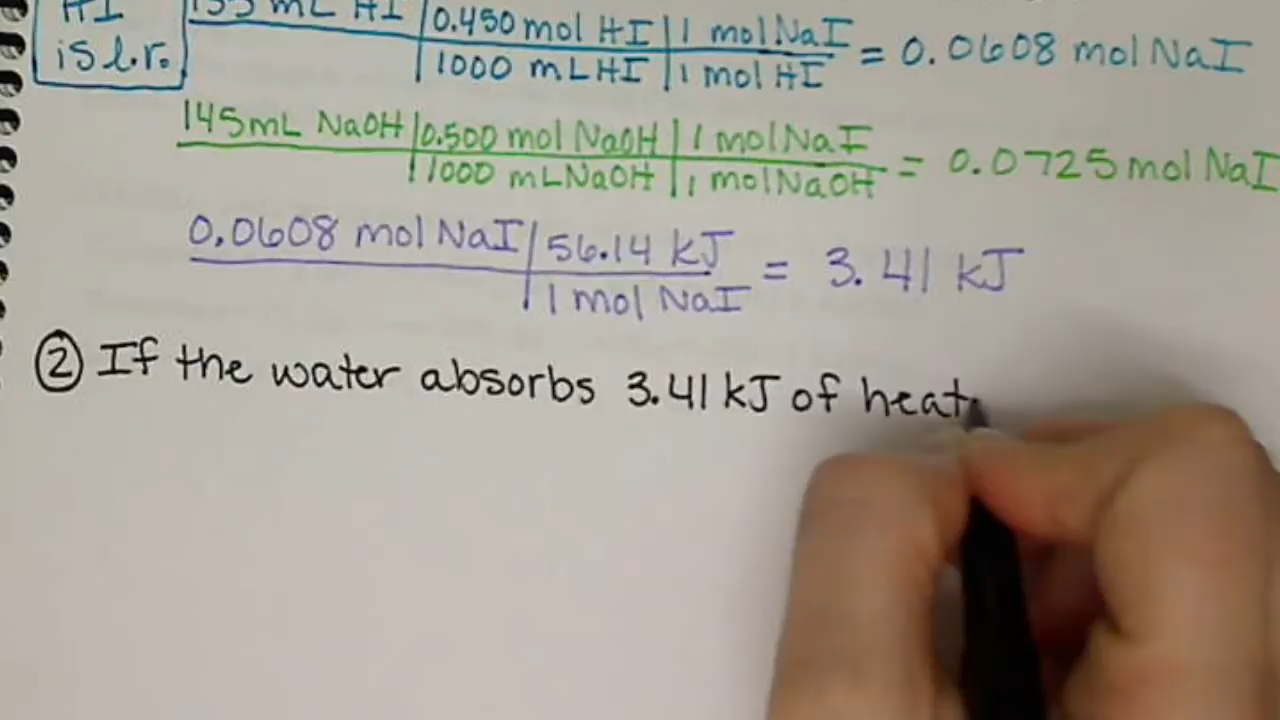 HI 135 mL HI 0.450 mol HI 1 mol NaI = 0.0608 mol NaI
is l.r. 1000 mL HI 1 mol HI
145mL NaOH 0.500 mol NaOH 1 mol NaI = 0.0725 mol NaI
1000 mL NaOH 1 mol NaOH
0.0608 mol NaI 56.14 kJ = 3.41 kJ
1 mol NaI
② If the water absorbs 3.41 kJ of heat